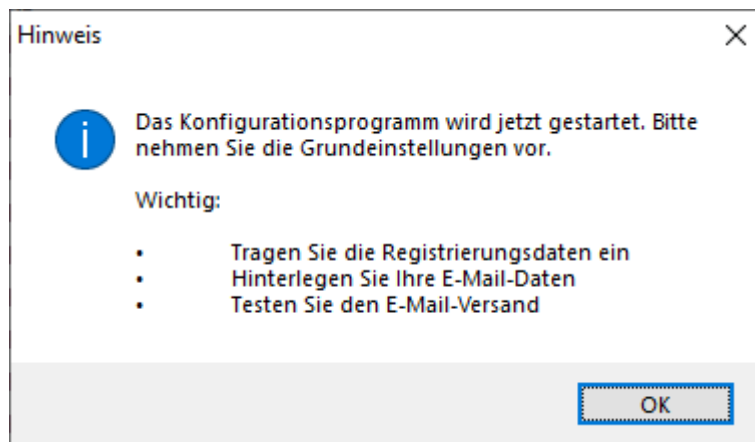 Hinweis
Das Konfigurationsprogramm wird jetzt gestartet. Bitte
nehmen Sie die Grundeinstellungen vor.
Wichtig:
• Tragen Sie die Registrierungsdaten ein
• Hinterlegen Sie Ihre E-Mail-Daten
• Testen Sie den E-Mail-Versand
OK